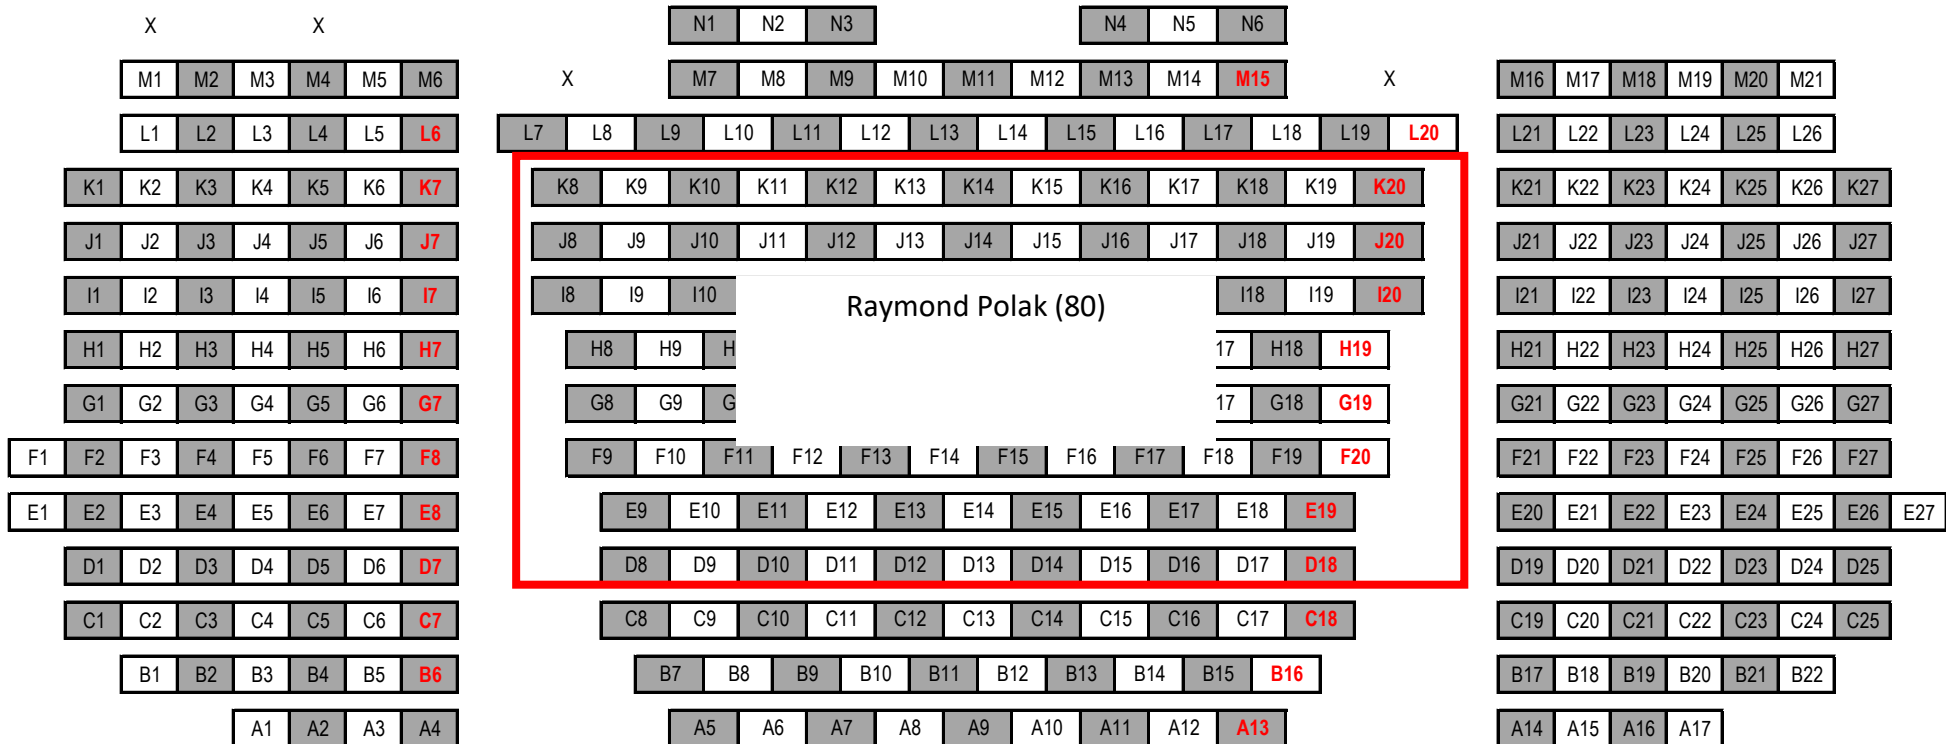 X X N1 N2 N3 N4 N5 N6
M1 M2 M3 M4 M5 M6 X M7 M8 M9 M10 M11 M12 M13 M14 M15 X M16 M17 M18 M19 M20 M21
L1 L2 L3 L4 L5 L6 L7 L8 L9 L10 L11 L12 L13 L14 L15 L16 L17 L18 L19 L20 L21 L22 L23 L24 L25 L26
K1 K2 K3 K4 K5 K6 K7 K8 K9 K10 K11 K12 K13 K14 K15 K16 K17 K18 K19 K20 K21 K22 K23 K24 K25 K26 K27
J1 J2 J3 J4 J5 J6 J7 J8 J9 J10 J11 J12 J13 J14 J15 J16 J17 J18 J19 J20 J21 J22 J23 J24 J25 J26 J27
I1 I2 I3 I4 I5 I6 I7 I8 I9 I10 Raymond Polak (80) I18 I19 I20 I21 I22 I23 I24 I25 I26 I27
H1 H2 H3 H4 H5 H6 H7 H8 H9 H 17 H18 H19 H21 H22 H23 H24 H25 H26 H27
G1 G2 G3 G4 G5 G6 G7 G8 G9 G 17 G18 G19 G21 G22 G23 G24 G25 G26 G27
F1 F2 F3 F4 F5 F6 F7 F8 F9 F10 F11 F12 F13 F14 F15 F16 F17 F18 F19 F20 F21 F22 F23 F24 F25 F26 F27
E1 E2 E3 E4 E5 E6 E7 E8 E9 E10 E11 E12 E13 E14 E15 E16 E17 E18 E19 E20 E21 E22 E23 E24 E25 E26 E27
D1 D2 D3 D4 D5 D6 D7 D8 D9 D10 D11 D12 D13 D14 D15 D16 D17 D18 D19 D20 D21 D22 D23 D24 D25
C1 C2 C3 C4 C5 C6 C7 C8 C9 C10 C11 C12 C13 C14 C15 C16 C17 C18 C19 C20 C21 C22 C23 C24 C25
B1 B2 B3 B4 B5 B6 B7 B8 B9 B10 B11 B12 B13 B14 B15 B16 B17 B18 B19 B20 B21 B22
A1 A2 A3 A4 A5 A6 A7 A8 A9 A10 A11 A12 A13 A14 A15 A16 A17